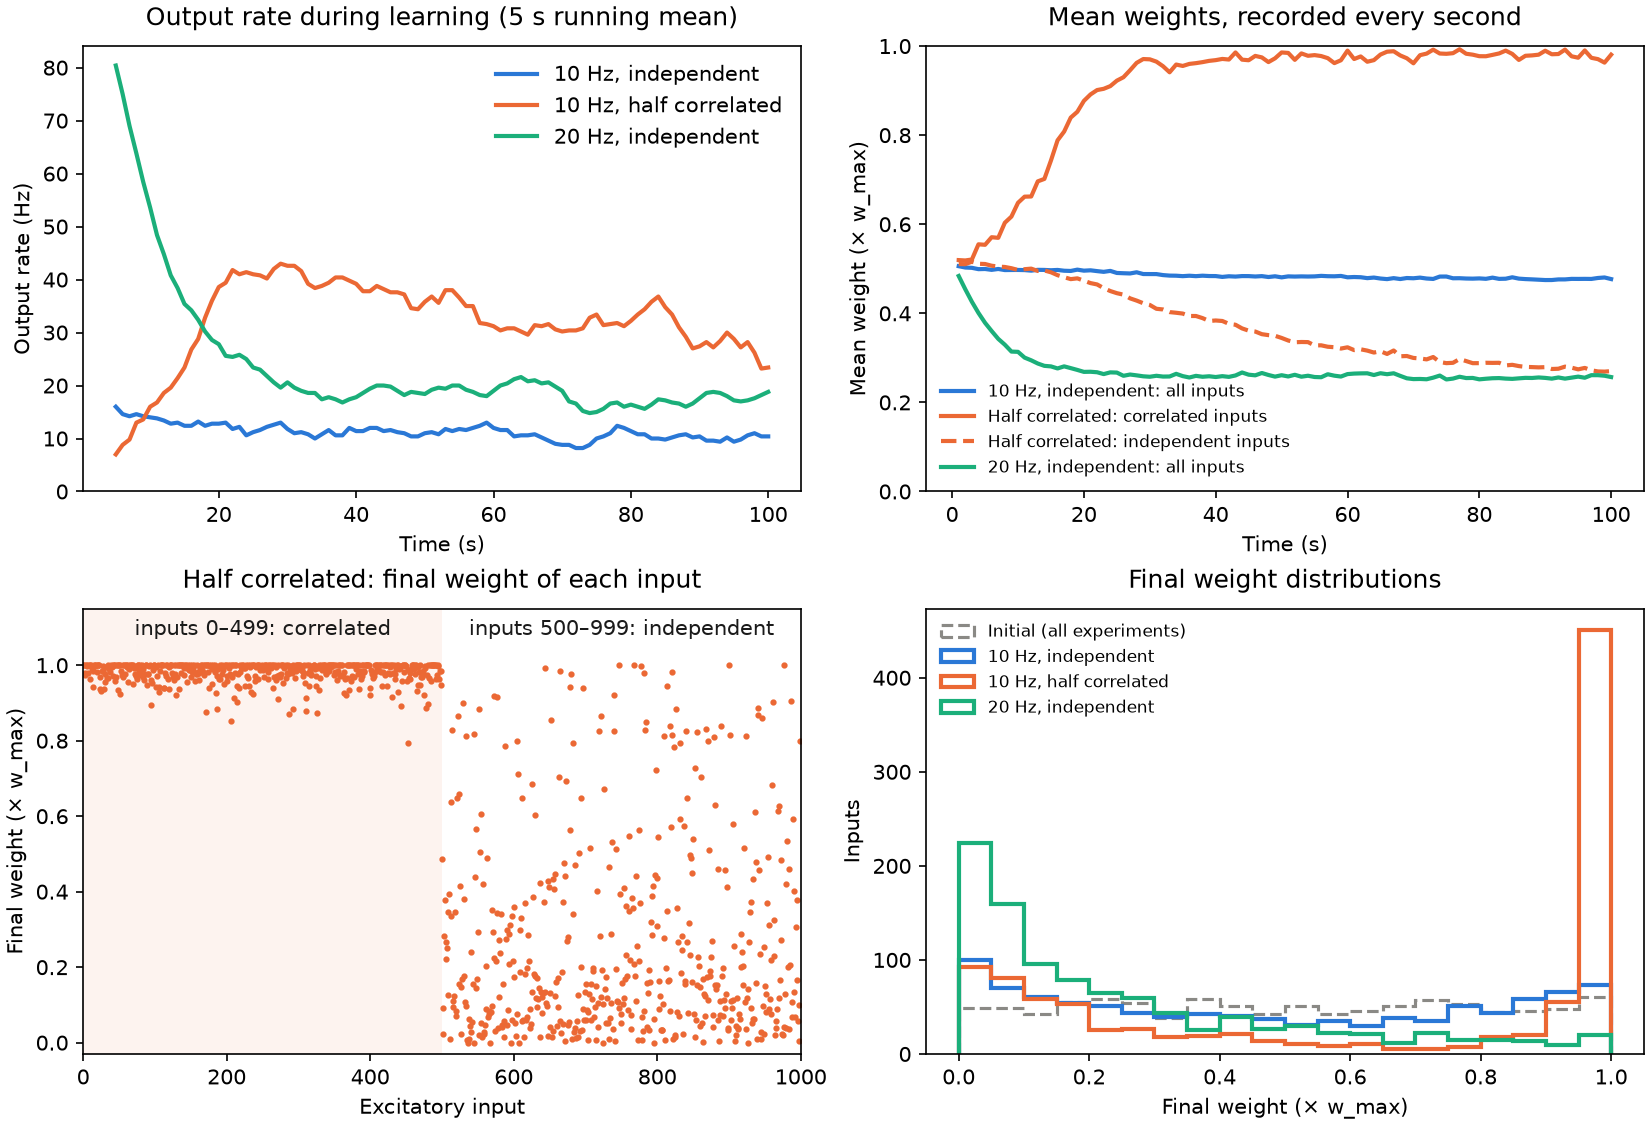 Output rate during learning (5 s running mean)
Output rate (Hz)
80
70
60
50
40
30
20
10
0
10 Hz, independent
10 Hz, half correlated
20 Hz, independent
20
40
60
80
100
Time (s)
Mean weights, recorded every second
Mean weight (× w_max)
1.0
0.8
0.6
0.4
0.2
0.0
10 Hz, independent: all inputs
Half correlated: correlated inputs
Half correlated: independent inputs
20 Hz, independent: all inputs
0
20
40
60
80
100
Time (s)
Half correlated: final weight of each input
Final weight (× w_max)
inputs 0–499: correlated
inputs 500–999: independent
1.0
0.8
0.6
0.4
0.2
0.0
0
200
400
600
800
1000
Excitatory input
Final weight distributions
Inputs
400
300
200
100
0
Initial (all experiments)
10 Hz, independent
10 Hz, half correlated
20 Hz, independent
0.0
0.2
0.4
0.6
0.8
1.0
Final weight (× w_max)